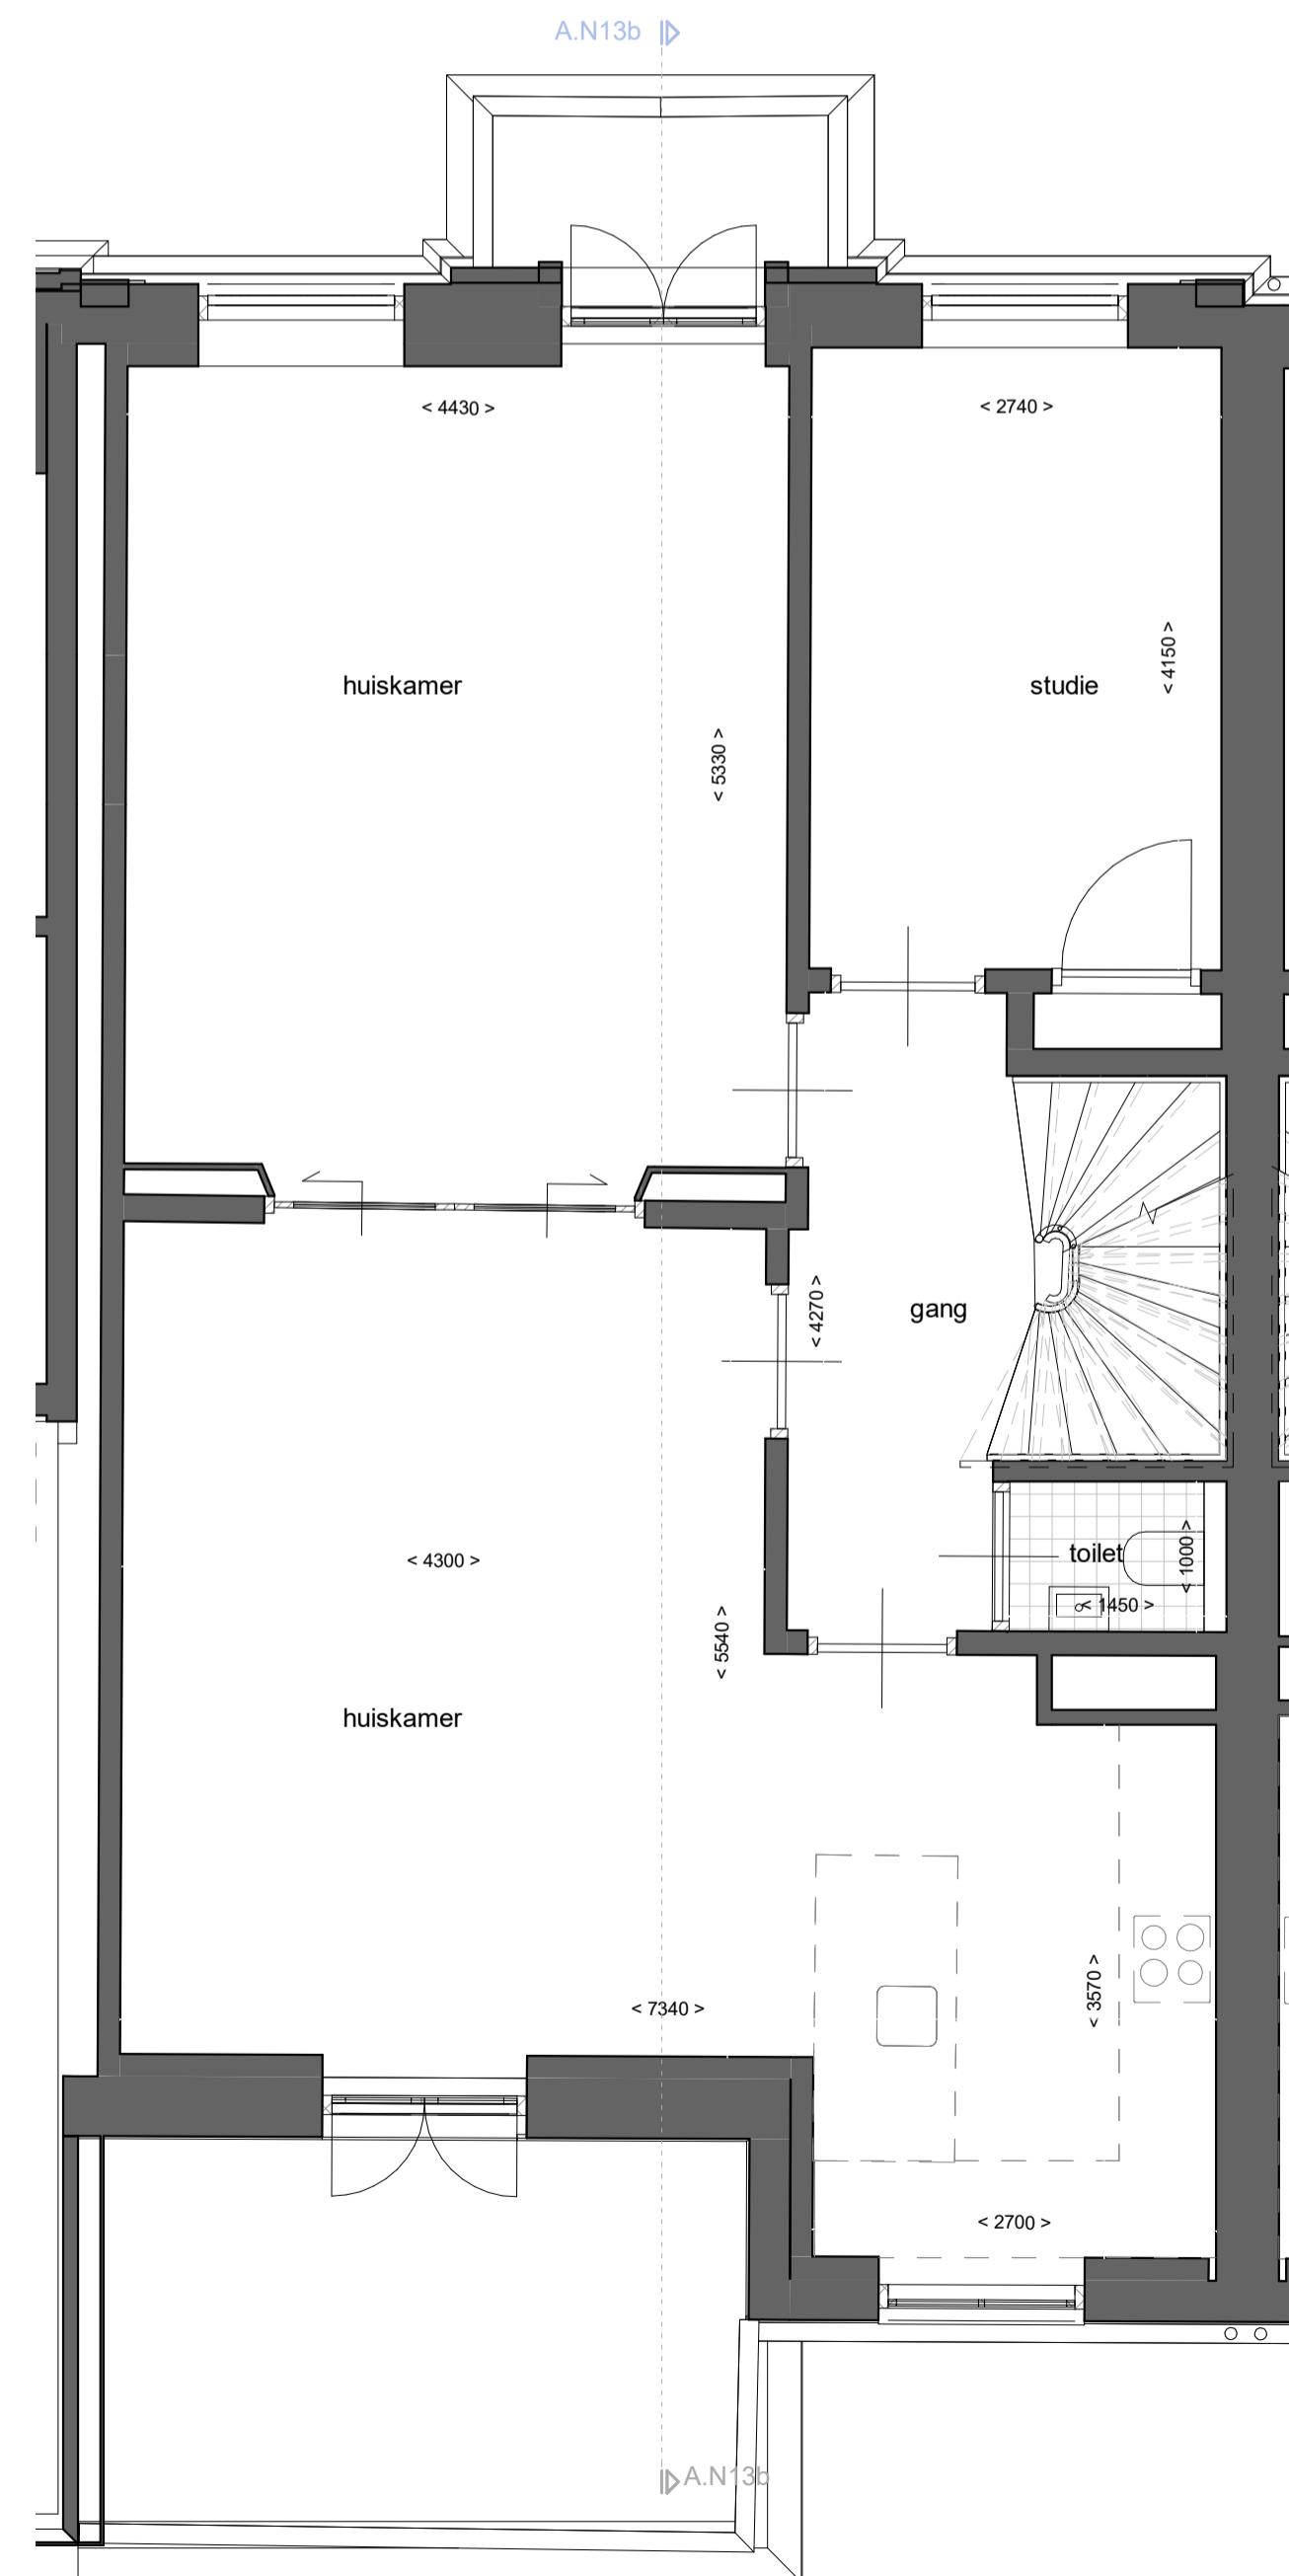 A.N13b
< 4430 >
< 2740 >
huiskamer
studie
< 4150 >
< 5330 >
< 4270 >
gang
< 4300 >
toilet
< 1000 >
< 1450 >
< 5540 >
huiskamer
< 3570 >
< 7340 >
< 2700 >
A.N13b